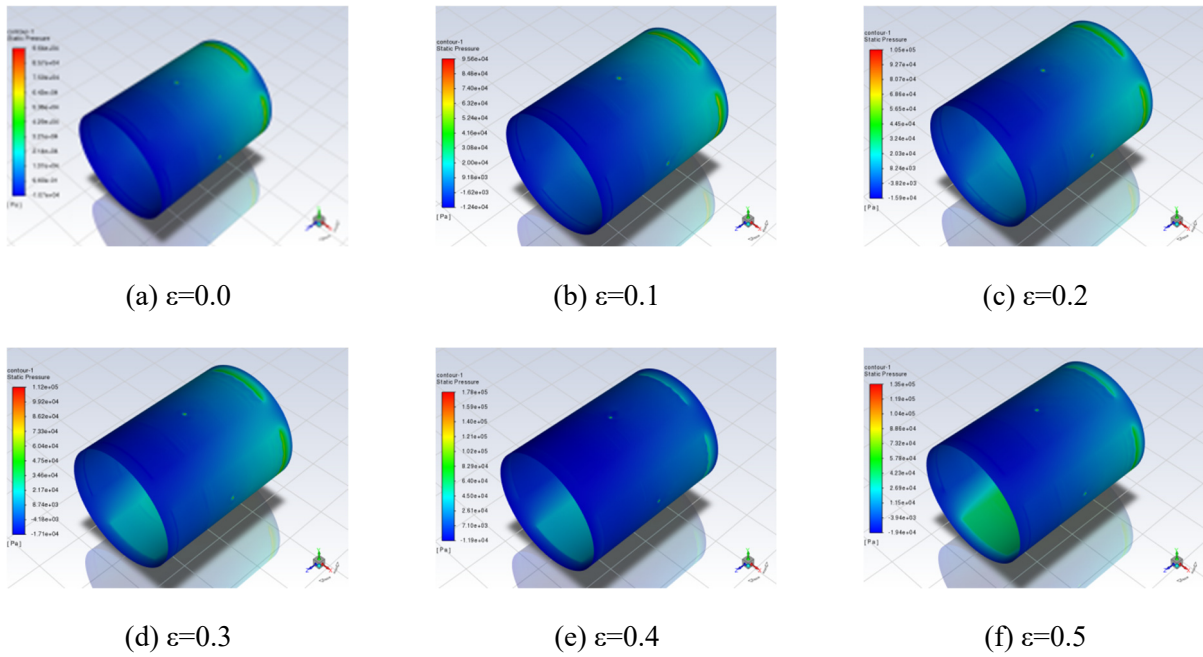 contour-1
Static Pressure
[ Pa ]
(a) ε=0.0
contour-1
Static Pressure
9.56e+04
8.48e+04
7.40e+04
6.32e+04
5.24e+04
4.16e+04
3.08e+04
2.00e+04
9.18e+03
-1.62e+03
-1.24e+04
[ Pa ]
(b) ε=0.1
contour-1
Static Pressure
1.05e+05
9.27e+04
8.07e+04
6.86e+04
5.65e+04
4.45e+04
3.24e+04
2.03e+04
8.24e+03
-3.82e+03
-1.59e+04
[ Pa ]
(c) ε=0.2
contour-1
Static Pressure
1.12e+05
9.92e+04
8.62e+04
7.33e+04
6.04e+04
4.75e+04
3.46e+04
2.17e+04
8.74e+03
-4.18e+03
-1.71e+04
[ Pa ]
(d) ε=0.3
contour-1
Static Pressure
1.78e+05
1.59e+05
1.40e+05
1.21e+05
1.02e+05
8.29e+04
6.40e+04
4.50e+04
2.61e+04
7.10e+03
-1.19e+04
[ Pa ]
(e) ε=0.4
contour-1
Static Pressure
1.35e+05
1.19e+05
1.04e+05
8.86e+04
7.32e+04
5.78e+04
4.23e+04
2.69e+04
1.15e+04
-3.94e+03
-1.94e+04
[ Pa ]
(f) ε=0.5